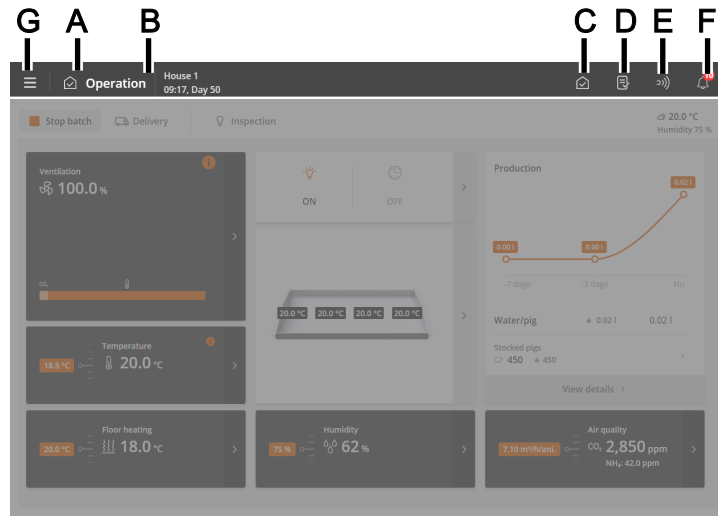 G A B C D E F
Operation
House 1
09:17, Day 50
10
Stop batch
Delivery
Inspection
20.0 °C
Humidity 75 %
Ventilation
100.0 %
CO₂
ON
OFF
Production
0.02 l
0.00 l
0.00 l
-7 dage
-3 dage
Nu
20.0 °C 20.0 °C 20.0 °C 20.0 °C
Water/pig
0.02 l
0.02 l
Stocked pigs
450
450
View details
Temperature
18.5 °C
20.0 °C
Floor heating
20.0 °C
18.0 °C
Humidity
75 %
62 %
Air quality
7.10 m³/h/anl.
CO₂ 2,850 ppm
NH₃: 42.0 ppm